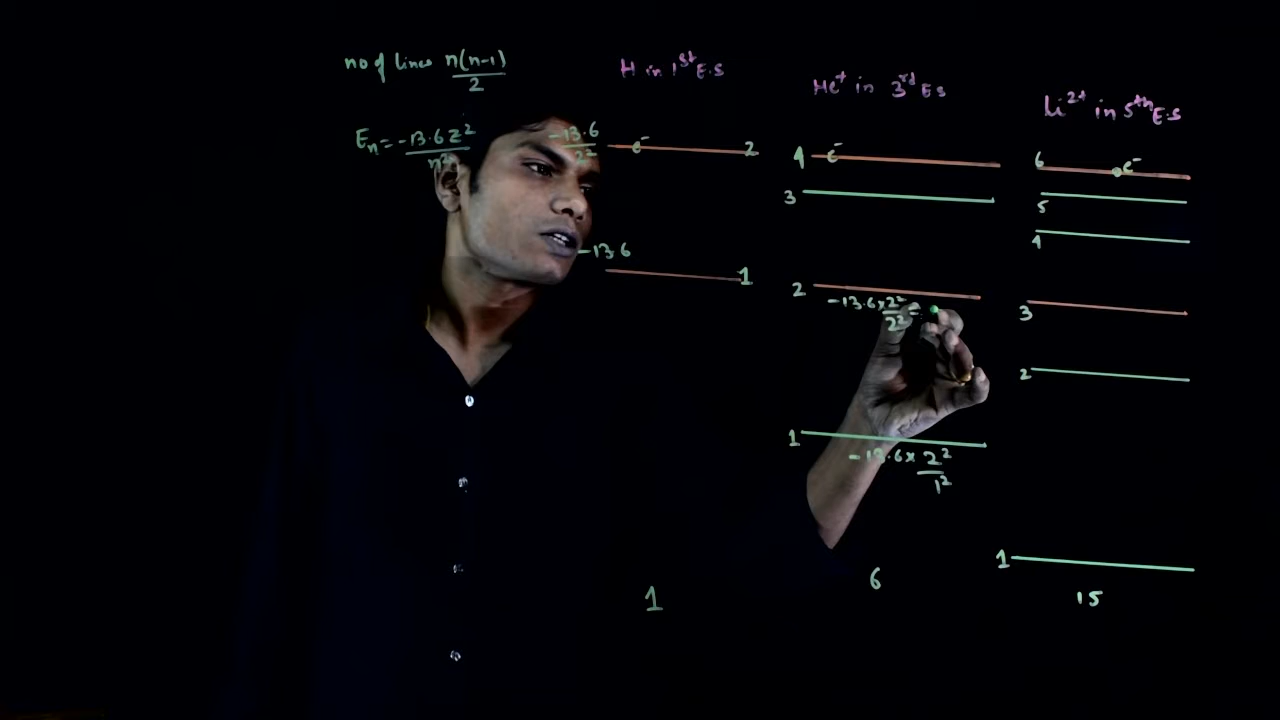 no of lines n(n-1)/2
En = -13.6 Z²/n²
H in 1st E.S
-13.6/2² e⁻ 2
-13.6 1
1
He⁺ in 3rd E.s
4 e⁻
3
2
-13.6×2²/2² =
1
-13.6× 2²/1²
6
Li²⁺ in 5th E.S
6 e⁻
5
4
3
2
1
15